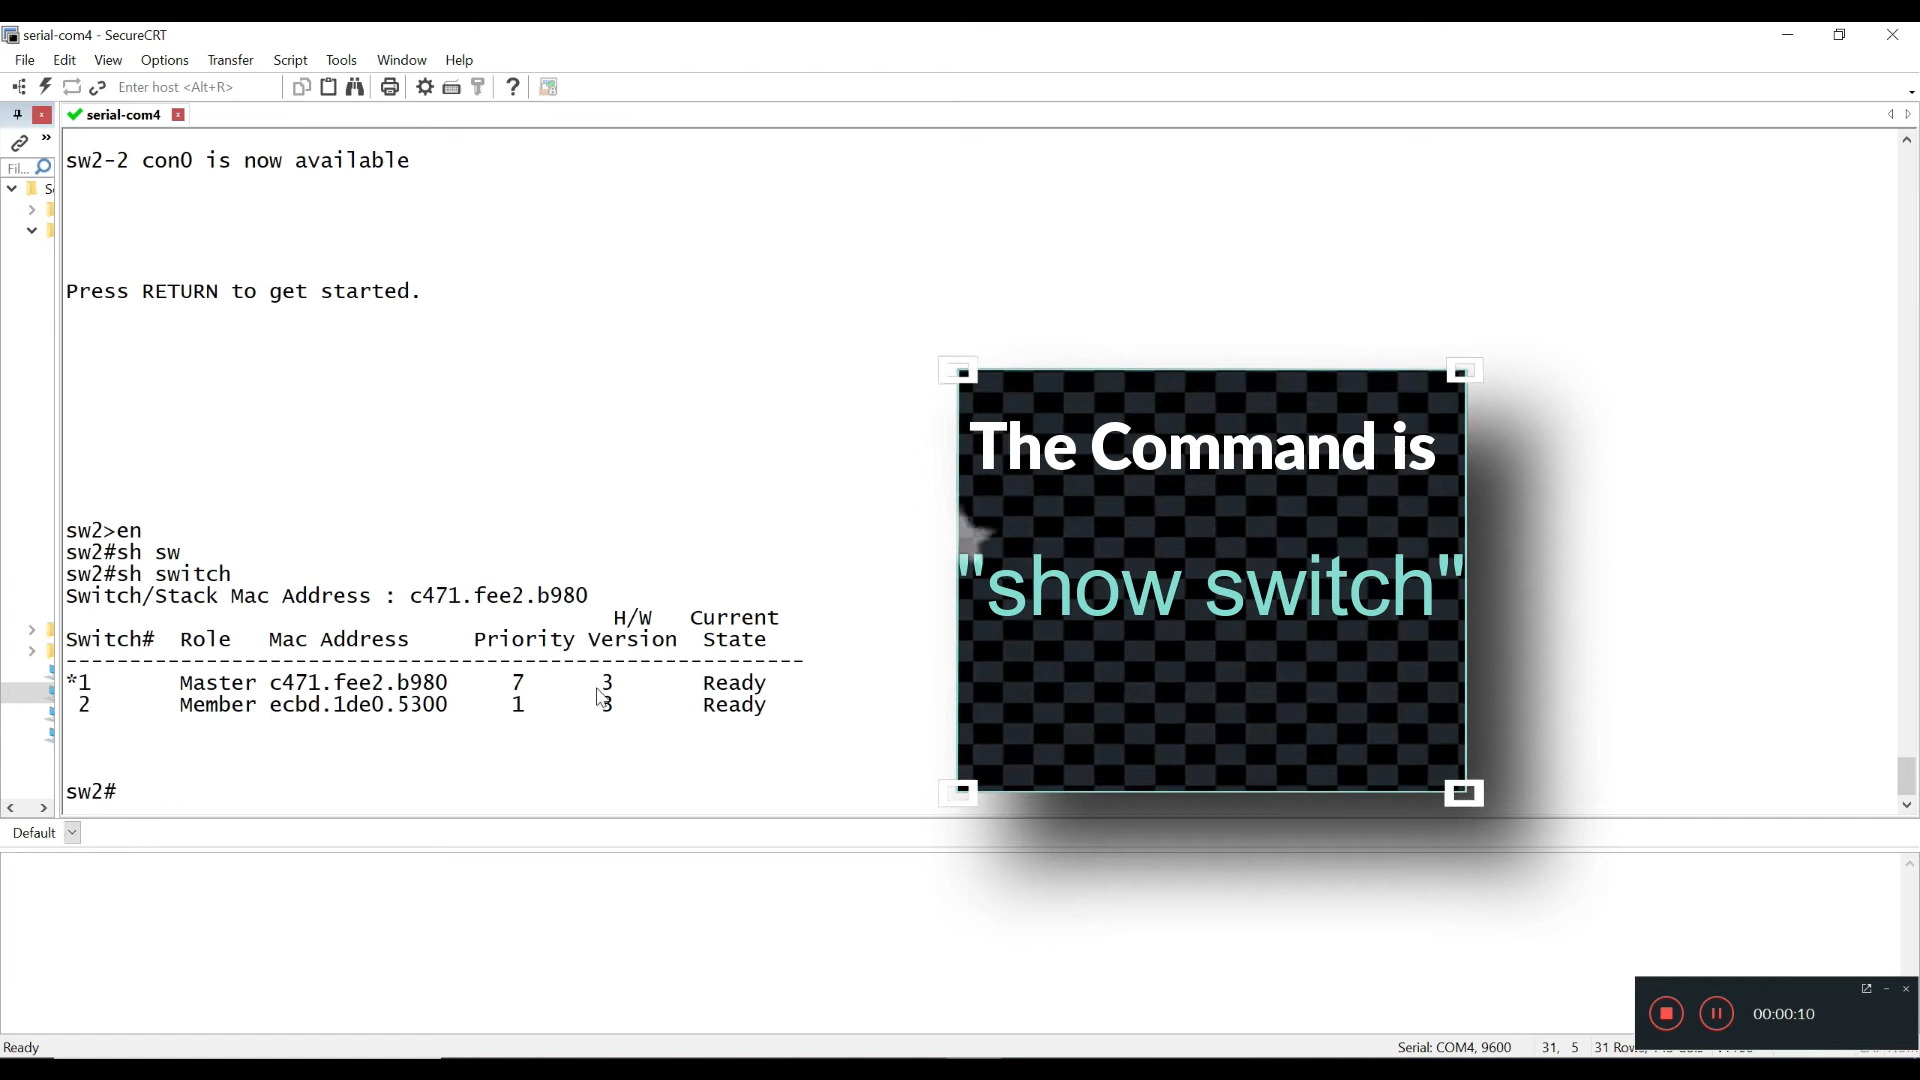 serial-com4 - SecureCRT
File Edit View Options Transfer Script Tools Window Help
Enter host <Alt+R>
serial-com4
Fil...
sw2-2 con0 is now available
Press RETURN to get started.
The Command is
"show switch"
sw2>en
sw2#sh sw
sw2#sh switch
Switch/Stack Mac Address : c471.fee2.b980
H/W Current
Switch# Role Mac Address Priority Version State
--------------------------------------------------
*1 Master c471.fee2.b980 7 3 Ready
2 Member ecbd.1de0.5300 1 3 Ready
sw2#
Default
00:00:10
Ready
Serial: COM4, 9600 31, 5 31